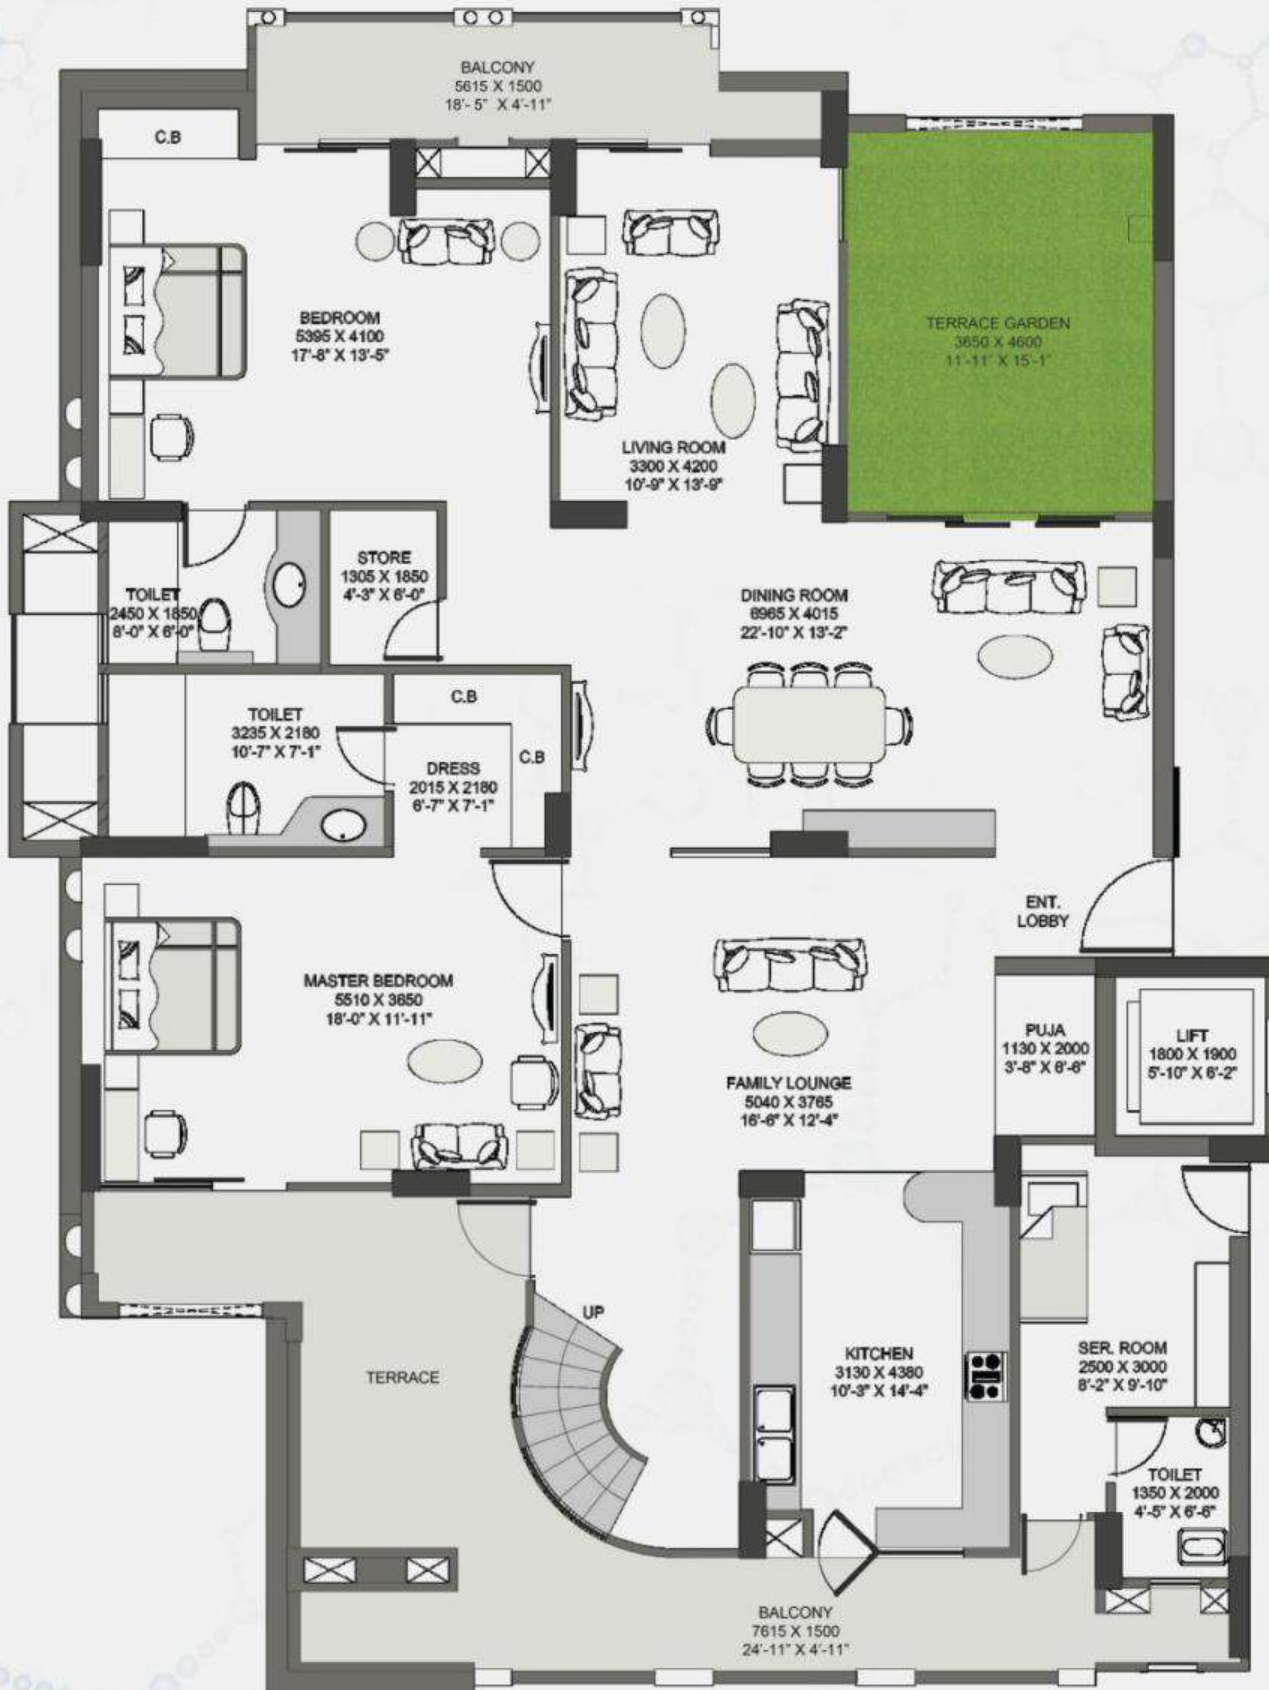 BALCONY
5615 X 1500
18'- 5" X 4'-11"
C.B
BEDROOM
5395 X 4100
17'-8" X 13'-5"
TERRACE GARDEN
3650 X 4600
11'-11' X 15'-1"
LIVING ROOM
3300 X 4200
10'-9" X 13'-9"
STORE
1305 X 1850
4'-3" X 6'-0"
TOILET
2450 X 1850
8'-0" X 6'-0"
DINING ROOM
6965 X 4015
22'-10" X 13'-2"
C.B
TOILET
3235 X 2180
10'-7" X 7'-1"
C.B
DRESS
2015 X 2180
6'-7" X 7'-1"
ENT.
LOBBY
MASTER BEDROOM
5510 X 3650
18'-0" X 11'-11"
PUJA
1130 X 2000
3'-8" X 6'-6"
LIFT
1800 X 1900
5'-10" X 6'-2"
FAMILY LOUNGE
5040 X 3765
16'-6" X 12'-4"
UP
TERRACE
KITCHEN
3130 X 4380
10'-3" X 14'-4"
SER. ROOM
2500 X 3000
8'-2" X 9'-10"
TOILET
1350 X 2000
4'-5" X 6'-6"
BALCONY
7615 X 1500
24'-11" X 4'-11"